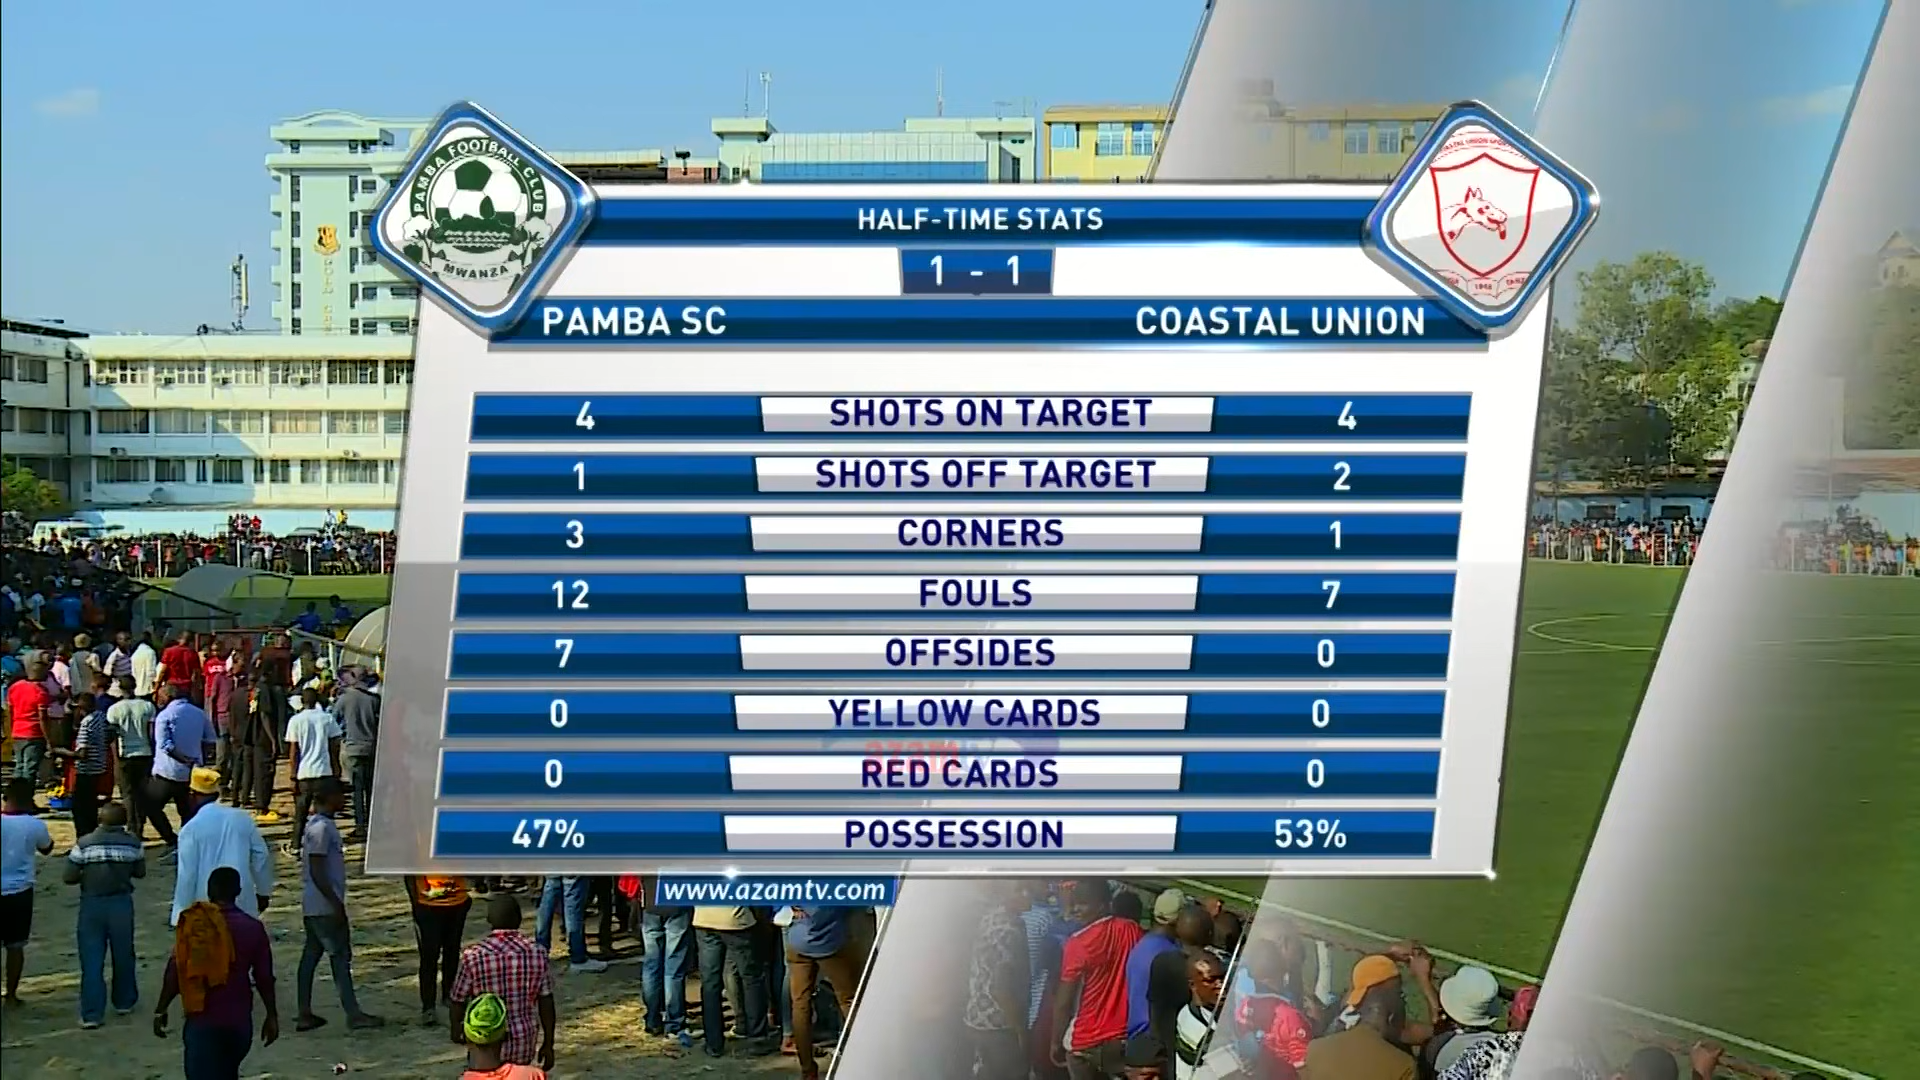 PAMBA FOOTBALL CLUB
MWANZA
HALF-TIME STATS
1 - 1
PAMBA SC COASTAL UNION
4 SHOTS ON TARGET 4
1 SHOTS OFF TARGET 2
3 CORNERS 1
12 FOULS 7
7 OFFSIDES 0
0 YELLOW CARDS 0
azamtv
0 RED CARDS 0
47% POSSESSION 53%
www.azamtv.com